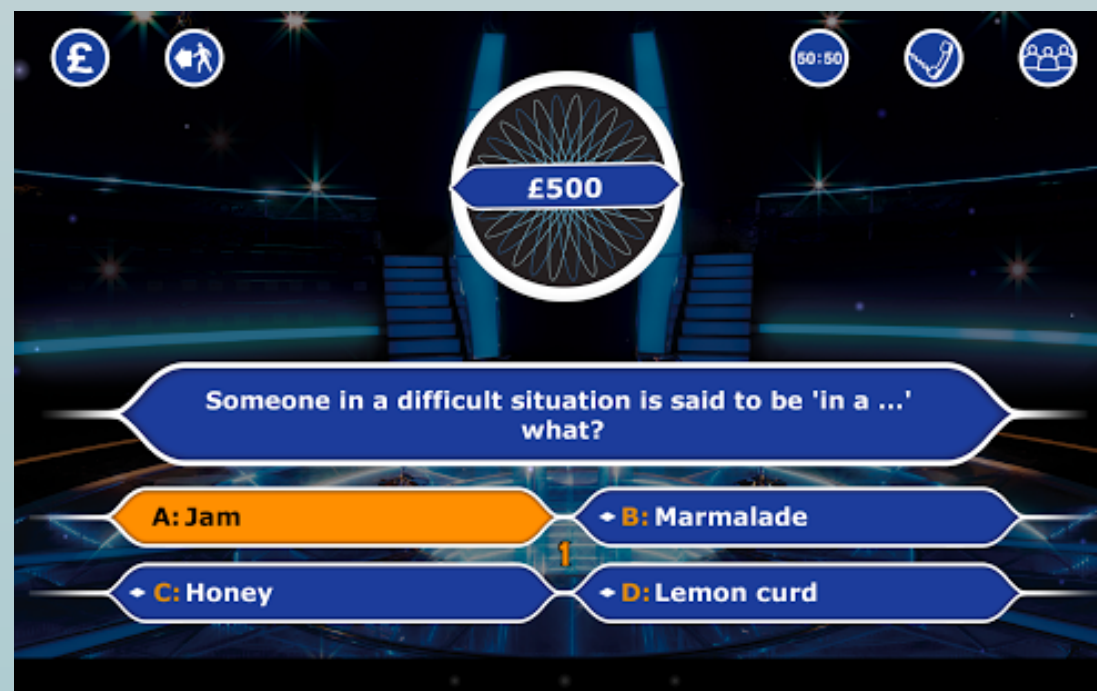 £
50:50
£500
Someone in a difficult situation is said to be 'in a ...'
what?
A: Jam
B: Marmalade
1
C: Honey
D: Lemon curd